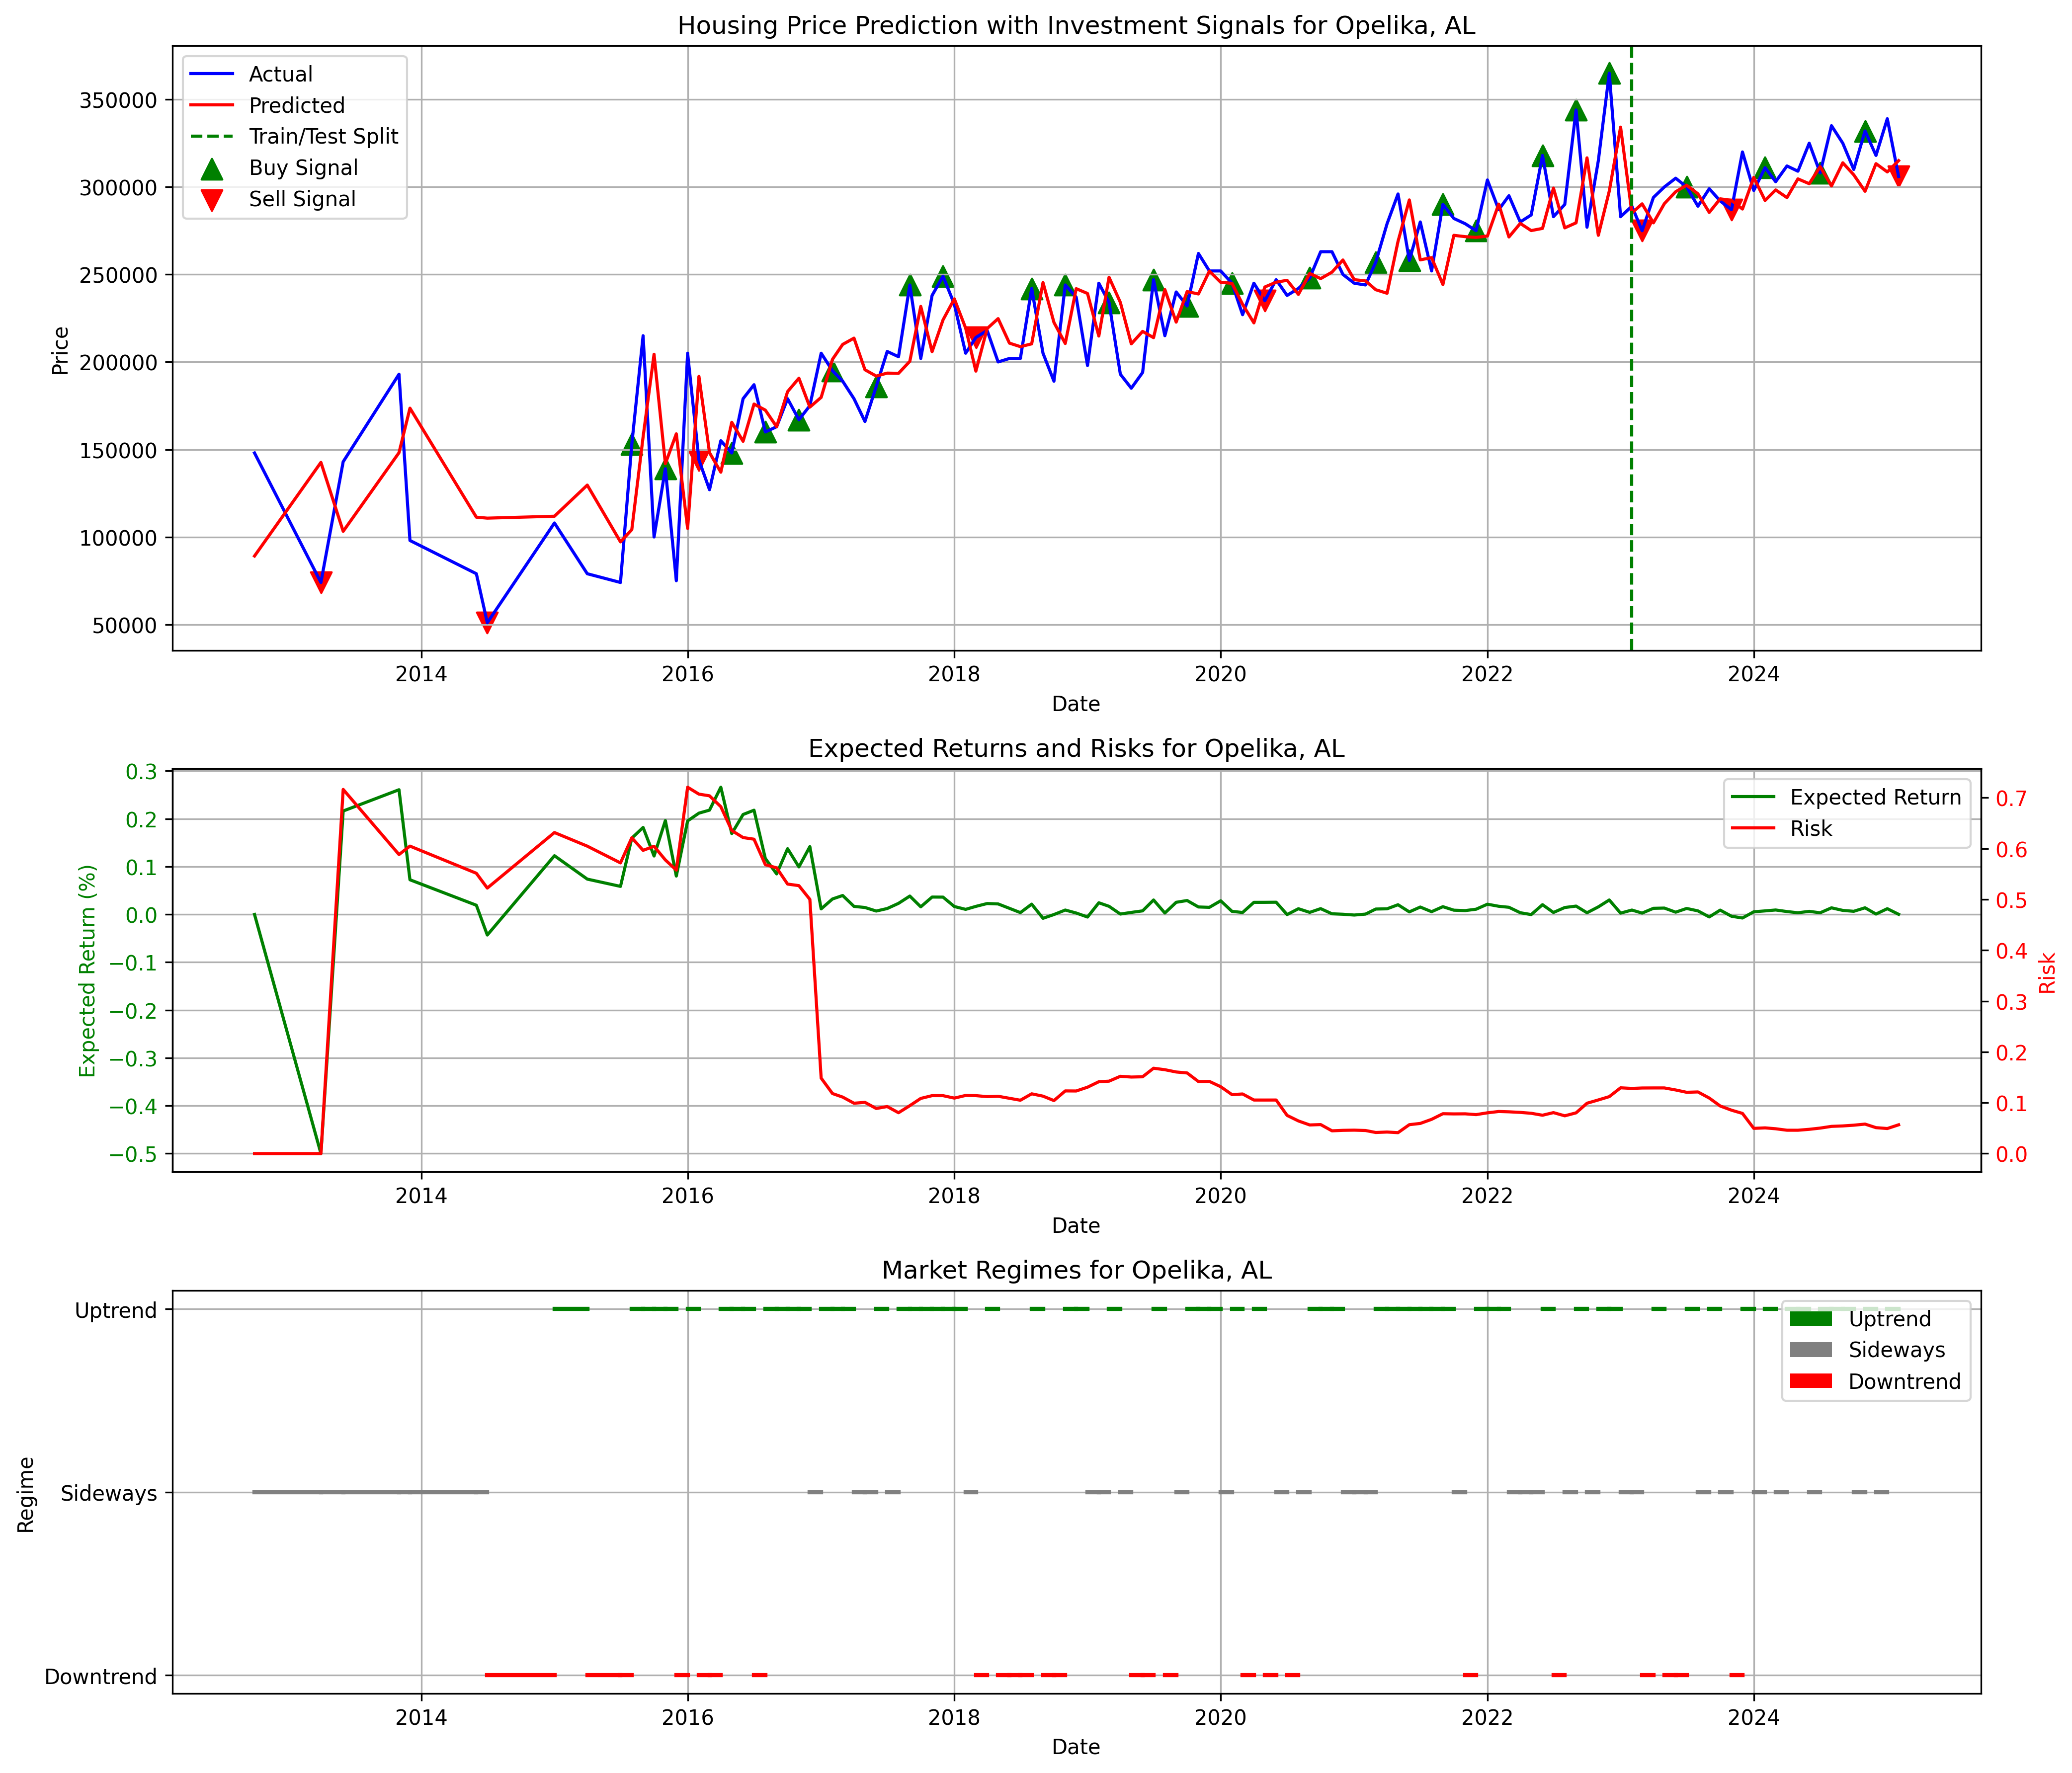 Housing Price Prediction with Investment Signals for Opelika, AL
Actual
Predicted
Train/Test Split
Buy Signal
Sell Signal
350000
300000
250000
200000
150000
100000
50000
Price
2014 2016 2018 2020 2022 2024
Date
Expected Returns and Risks for Opelika, AL
Expected Return
Risk
0.3
0.2
0.1
0.0
−0.1
−0.2
−0.3
−0.4
−0.5
Expected Return (%)
0.7
0.6
0.5
0.4
0.3
0.2
0.1
0.0
Risk
2014 2016 2018 2020 2022 2024
Date
Market Regimes for Opelika, AL
Uptrend
Sideways
Downtrend
Regime
Uptrend
Sideways
Downtrend
2014 2016 2018 2020 2022 2024
Date